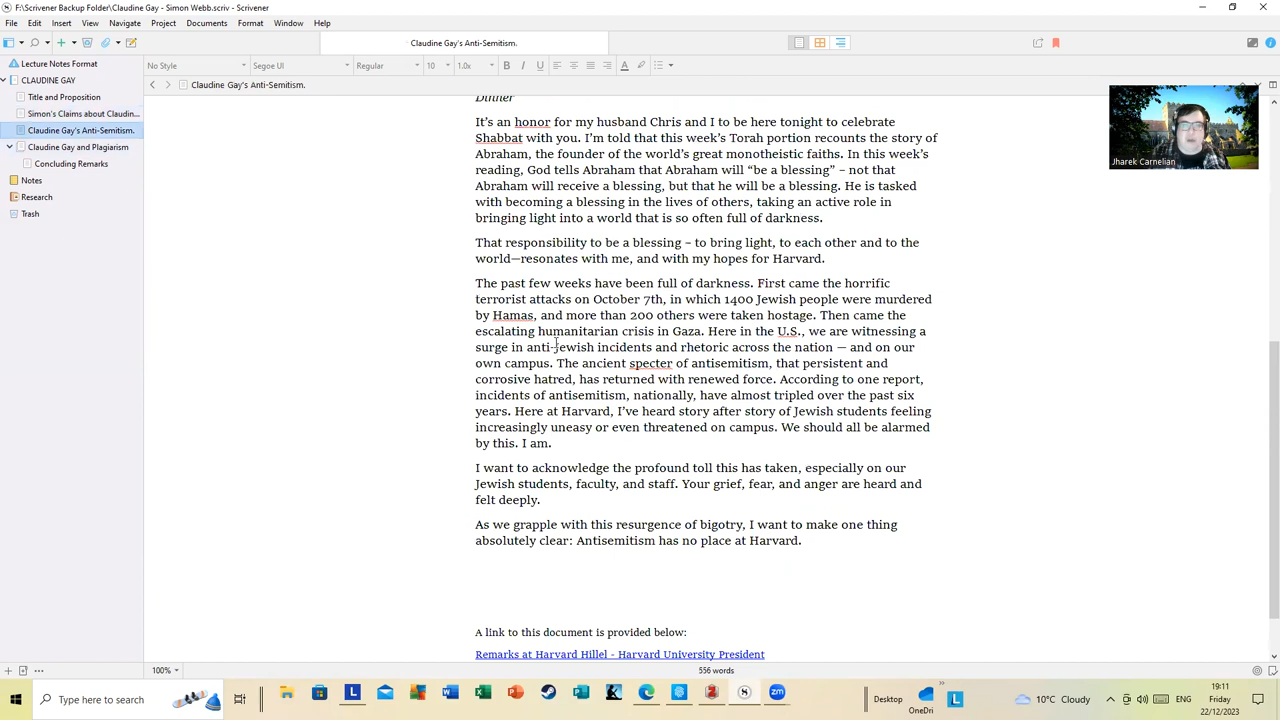 F:\Scrivener Backup Folder\Claudine Gay - Simon Webb.scriv - Scrivener
File Edit Insert View Navigate Project Documents Format Window Help
Claudine Gay's Anti-Semitism.
No Style Segoe UI Regular 10 1.0x B I U A
Claudine Gay's Anti-Semitism.
Lecture Notes Format
CLAUDINE GAY
Title and Proposition
Simon's Claims about Claudin...
Claudine Gay's Anti-Semitism.
Claudine Gay and Plagiarism
Concluding Remarks
Notes
Research
Trash
Dinner
It's an honor for my husband Chris and I to be here tonight to celebrate
Shabbat with you. I'm told that this week's Torah portion recounts the story of
Abraham, the founder of the world's great monotheistic faiths. In this week's
reading, God tells Abraham that Abraham will “be a blessing” – not that
Abraham will receive a blessing, but that he will be a blessing. He is tasked
with becoming a blessing in the lives of others, taking an active role in
bringing light into a world that is so often full of darkness.
That responsibility to be a blessing – to bring light, to each other and to the
world—resonates with me, and with my hopes for Harvard.
The past few weeks have been full of darkness. First came the horrific
terrorist attacks on October 7th, in which 1400 Jewish people were murdered
by Hamas, and more than 200 others were taken hostage. Then came the
escalating humanitarian crisis in Gaza. Here in the U.S., we are witnessing a
surge in anti-Jewish incidents and rhetoric across the nation — and on our
own campus. The ancient specter of antisemitism, that persistent and
corrosive hatred, has returned with renewed force. According to one report,
incidents of antisemitism, nationally, have almost tripled over the past six
years. Here at Harvard, I've heard story after story of Jewish students feeling
increasingly uneasy or even threatened on campus. We should all be alarmed
by this. I am.
I want to acknowledge the profound toll this has taken, especially on our
Jewish students, faculty, and staff. Your grief, fear, and anger are heard and
felt deeply.
As we grapple with this resurgence of bigotry, I want to make one thing
absolutely clear: Antisemitism has no place at Harvard.
A link to this document is provided below:
Remarks at Harvard Hillel - Harvard University President
Jharek Carnelian
100% 556 words
Type here to search
Desktop
OneDri
10°C Cloudy
ENG
19:11
Friday
22/12/2023